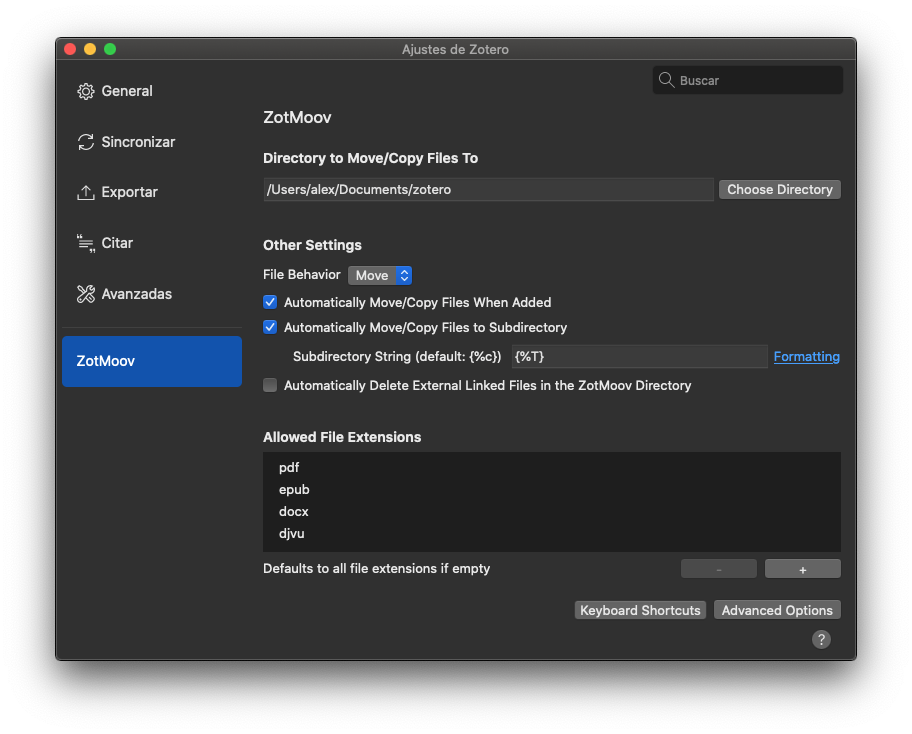 Ajustes de Zotero
General
Sincronizar
Exportar
Citar
Avanzadas
ZotMoov
Buscar
ZotMoov
Directory to Move/Copy Files To
/Users/alex/Documents/zotero
Choose Directory
Other Settings
File Behavior Move
Automatically Move/Copy Files When Added
Automatically Move/Copy Files to Subdirectory
Subdirectory String (default: {%c}) {%T} Formatting
Automatically Delete External Linked Files in the ZotMoov Directory
Allowed File Extensions
pdf
epub
docx
djvu
Defaults to all file extensions if empty
- +
Keyboard Shortcuts Advanced Options
?